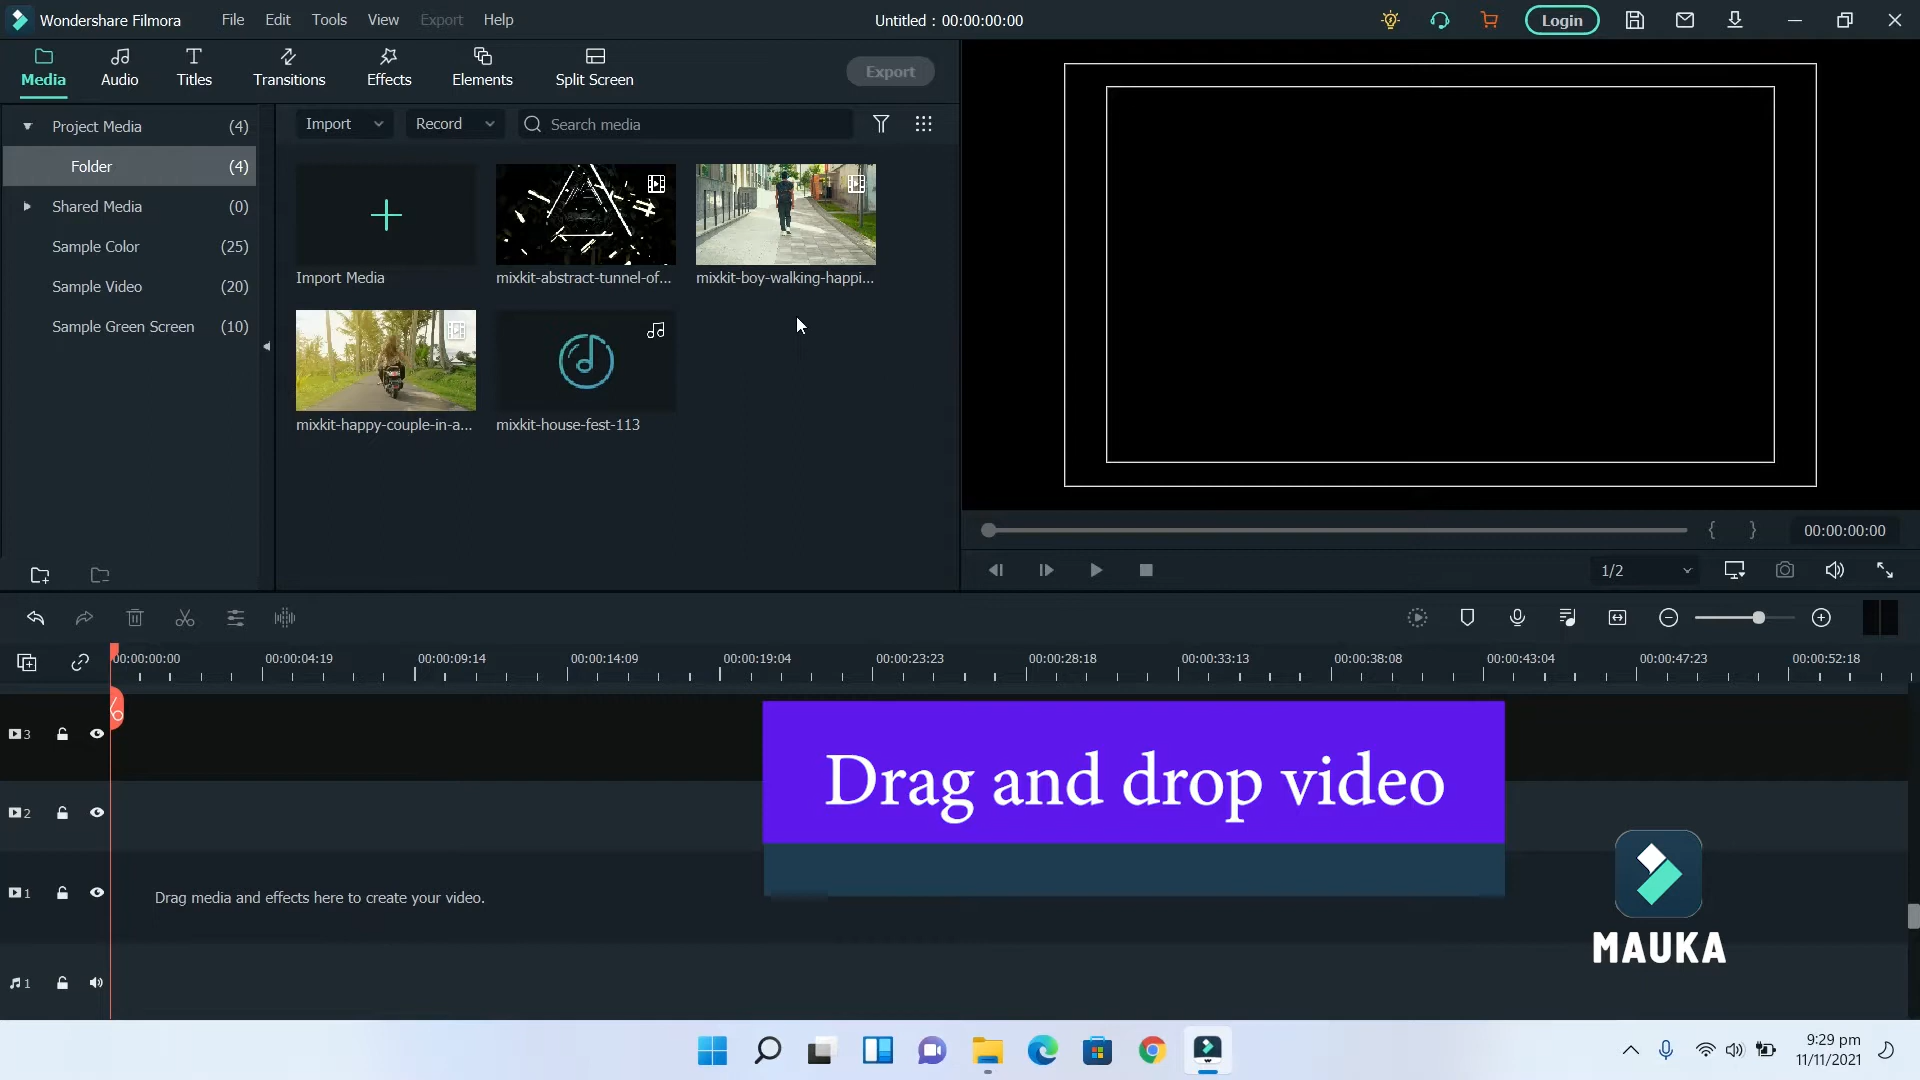 Wondershare Filmora
File Edit Tools View Export Help
Untitled : 00:00:00:00
Login
Media Audio Titles Transitions Effects Elements Split Screen
Export
Project Media (4)
Folder (4)
Shared Media (0)
Sample Color (25)
Sample Video (20)
Sample Green Screen (10)
Import Record Search media
Import Media mixkit-abstract-tunnel-of... mixkit-boy-walking-happi...
mixkit-happy-couple-in-a... mixkit-house-fest-113
{ } 00:00:00:00
1/2
00:00:00:00 00:00:04:19 00:00:09:14 00:00:14:09 00:00:19:04 00:00:23:23 00:00:28:18 00:00:33:13 00:00:38:08 00:00:43:04 00:00:47:23 00:00:52:18
3
Drag and drop video
2
1
Drag media and effects here to create your video.
MAUKA
1
9:29 pm
11/11/2021